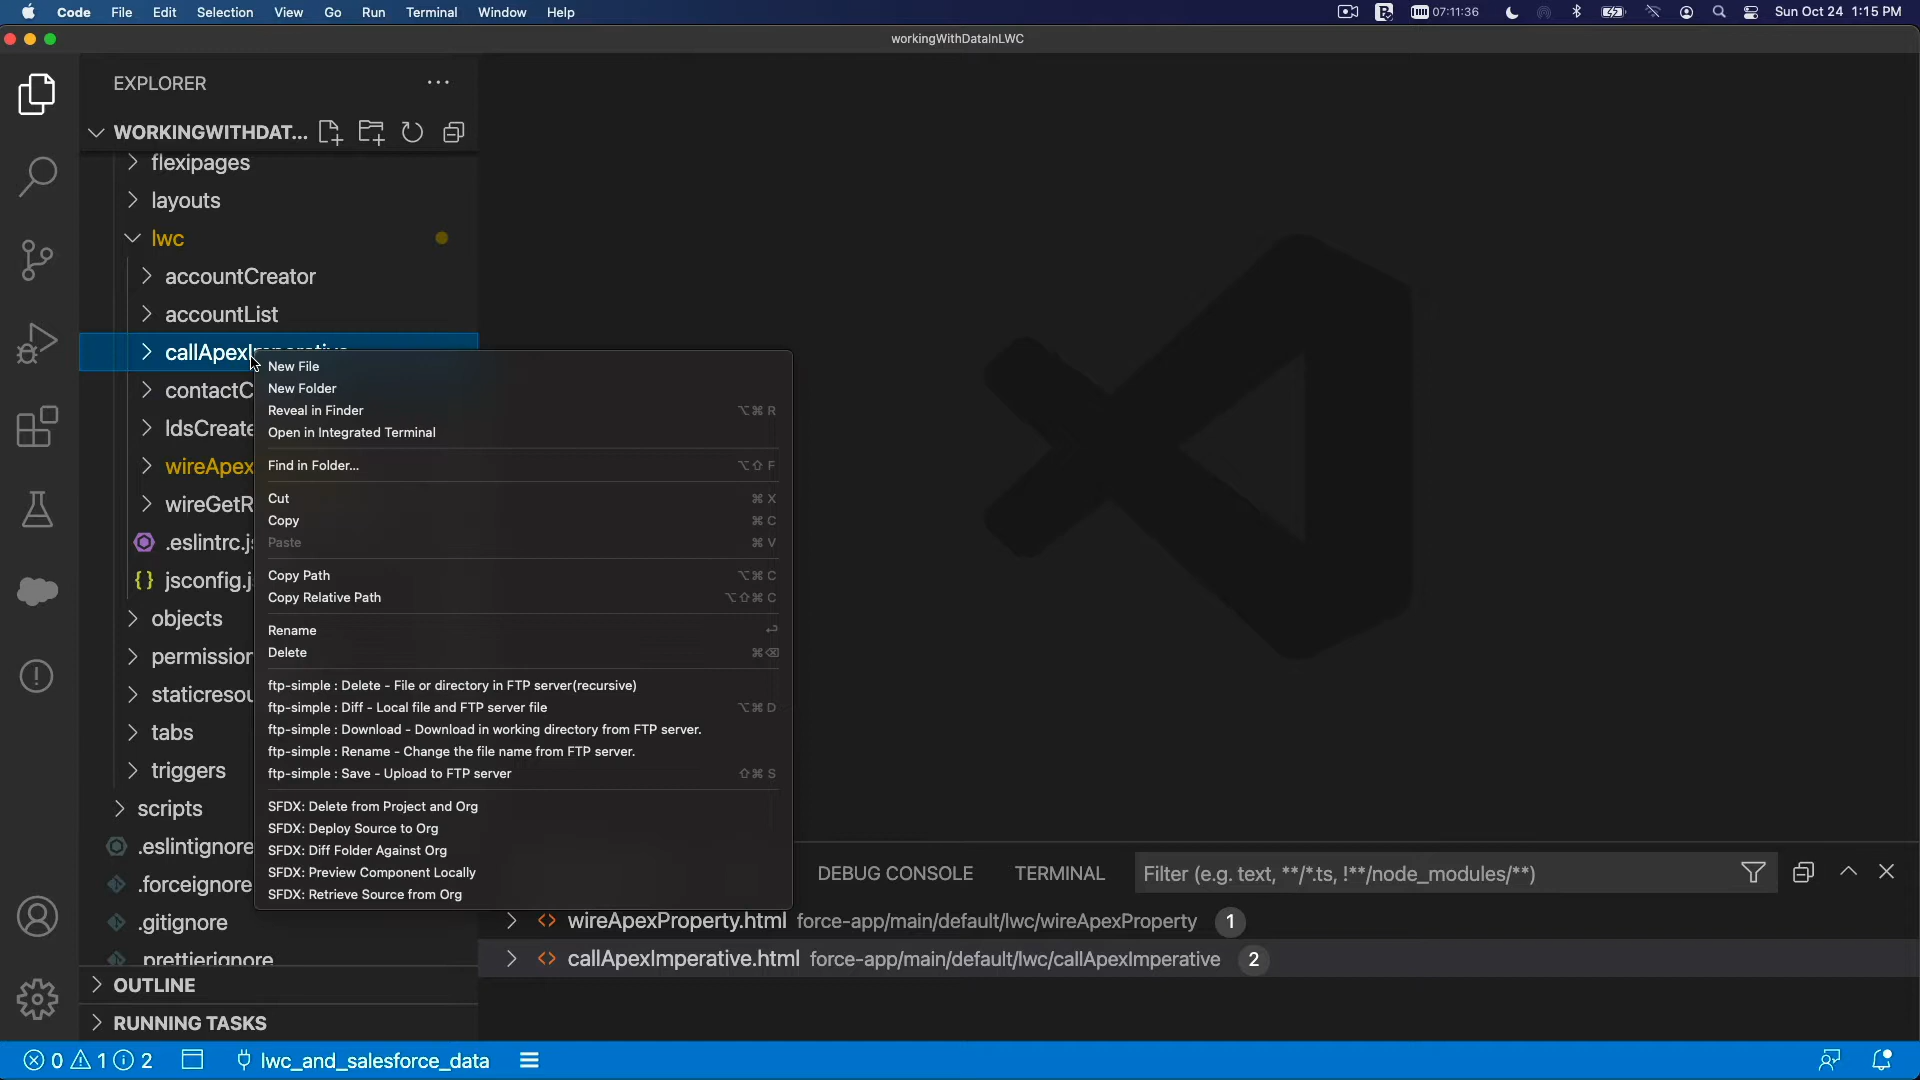 Code File Edit Selection View Go Run Terminal Window Help 07:11:36 Sun Oct 24 1:15 PM
workingWithDataInLWC
EXPLORER
WORKINGWITHDAT...
flexipages
layouts
lwc
accountCreator
accountList
callApexImperative
contactC
ldsCreate
wireApex
wireGetR
.eslintrc.js
jsconfig.j
objects
permission
staticresou
tabs
triggers
scripts
.eslintignore
.forceignore
.gitignore
.prettierignore
OUTLINE
RUNNING TASKS
New File
New Folder
Reveal in Finder ⌥⌘ R
Open in Integrated Terminal
Find in Folder... ⌥⇧ F
Cut ⌘ X
Copy ⌘ C
Paste ⌘ V
Copy Path ⌥⌘ C
Copy Relative Path ⌥⇧⌘ C
Rename ⏎
Delete ⌘⌫
ftp-simple : Delete - File or directory in FTP server(recursive)
ftp-simple : Diff - Local file and FTP server file ⌥⌘ D
ftp-simple : Download - Download in working directory from FTP server.
ftp-simple : Rename - Change the file name from FTP server.
ftp-simple : Save - Upload to FTP server ⇧⌘ S
SFDX: Delete from Project and Org
SFDX: Deploy Source to Org
SFDX: Diff Folder Against Org
SFDX: Preview Component Locally
SFDX: Retrieve Source from Org
DEBUG CONSOLE TERMINAL Filter (e.g. text, **/*.ts, !**/node_modules/**)
wireApexProperty.html force-app/main/default/lwc/wireApexProperty 1
callApexImperative.html force-app/main/default/lwc/callApexImperative 2
0 1 2 lwc_and_salesforce_data